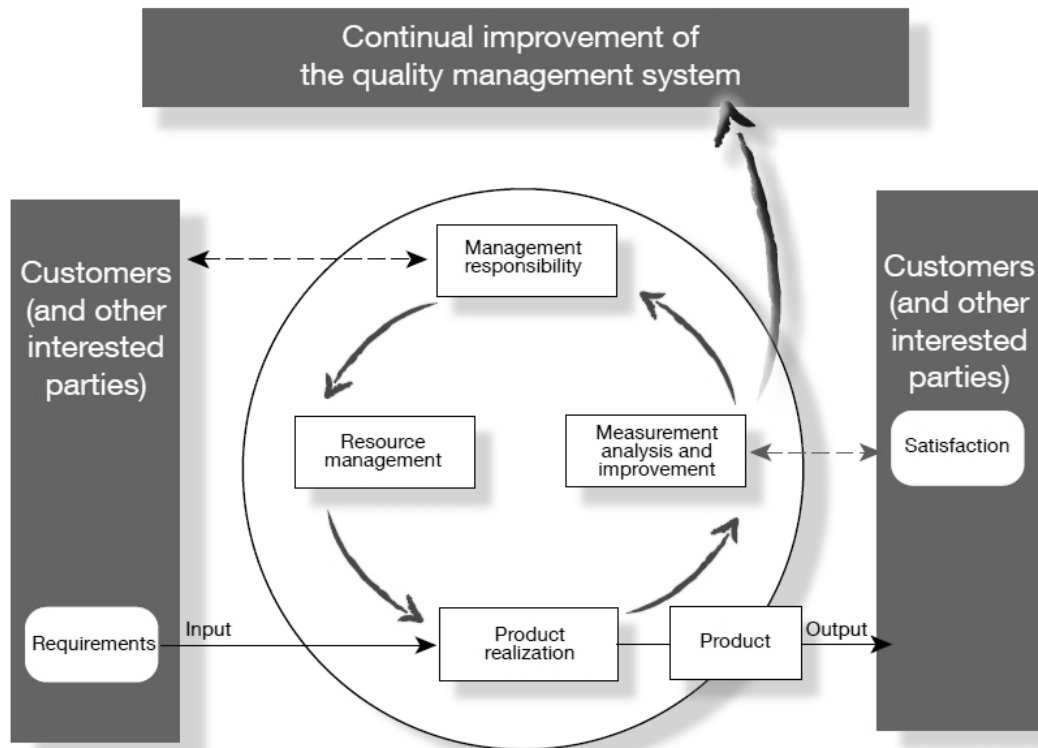 Continual improvement of
the quality management system
Customers
(and other
interested
parties)
Requirements
Input
Management
responsibility
Resource
management
Measurement
analysis and
improvement
Product
realization
Product
Output
Customers
(and other
interested
parties)
Satisfaction